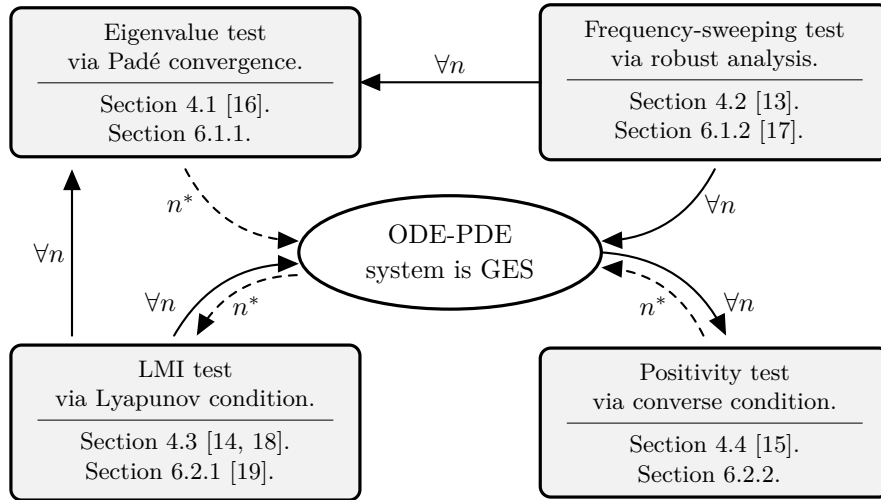 Eigenvalue test
via Padé convergence.
Section 4.1 [16].
Section 6.1.1.
∀n
Frequency-sweeping test
via robust analysis.
Section 4.2 [13].
Section 6.1.2 [17].
n*
∀n
ODE-PDE
system is GES
∀n
∀n
n*
n*
∀n
LMI test
via Lyapunov condition.
Section 4.3 [14, 18].
Section 6.2.1 [19].
Positivity test
via converse condition.
Section 4.4 [15].
Section 6.2.2.